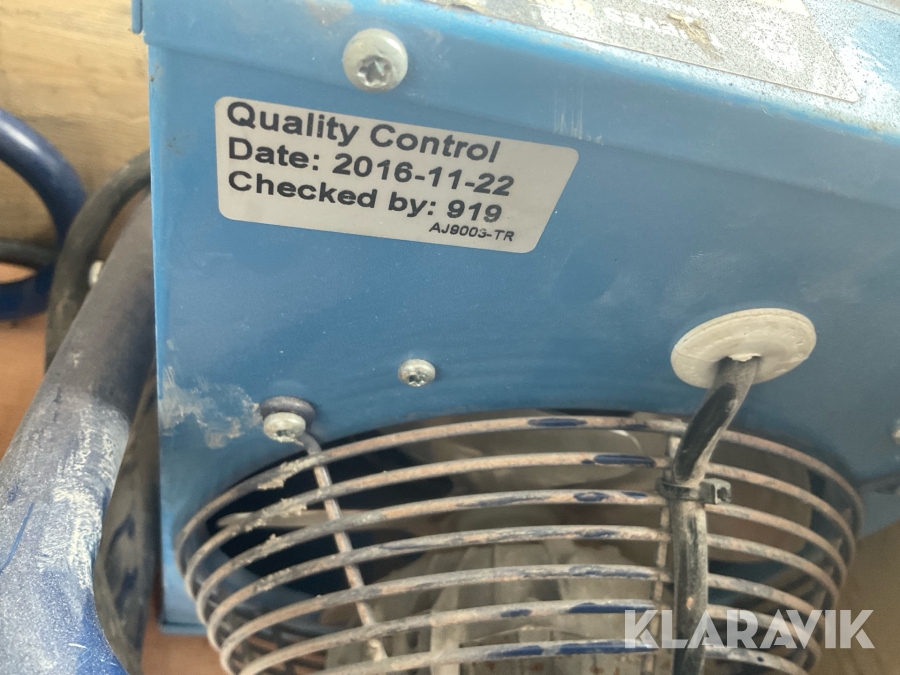 Quality Control
Date: 2016-11-22
Checked by: 919
AJ9003-TR
KLARAVIK